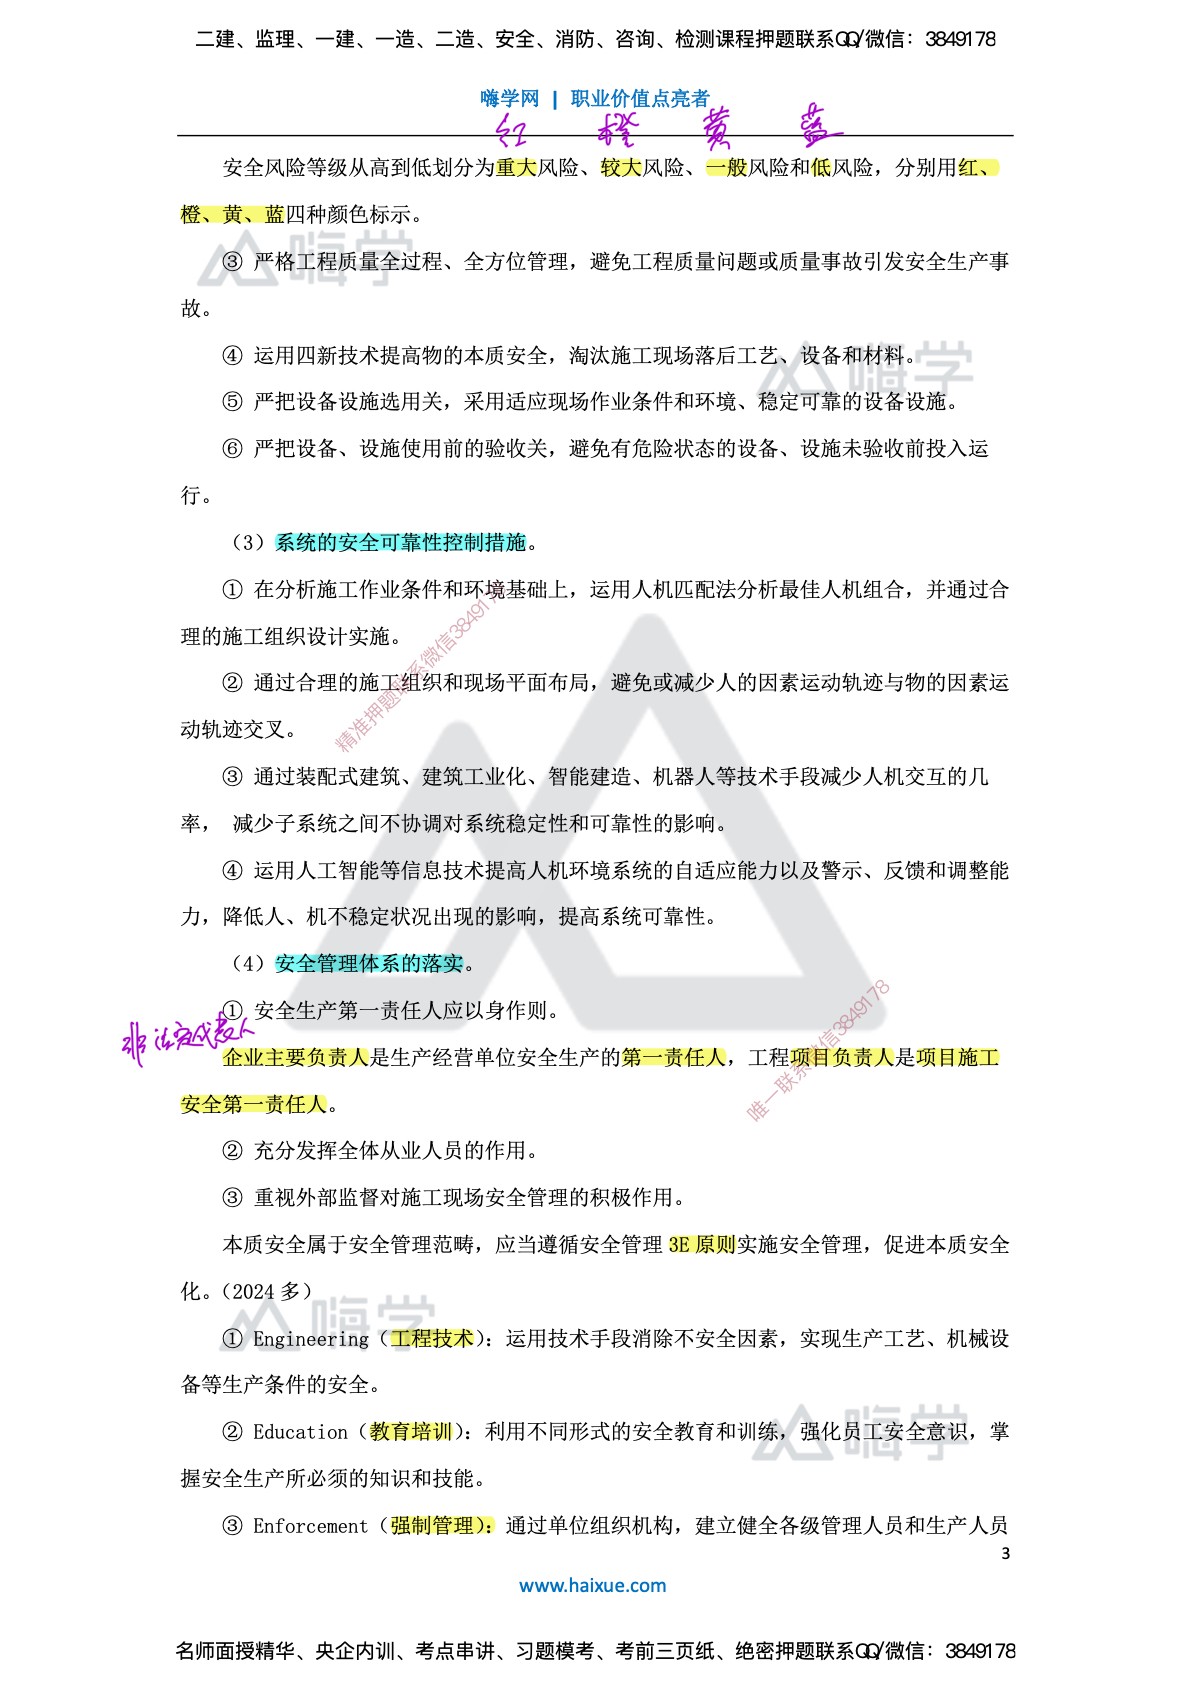 二建、监理、一建、一造、二造、安全、消防、咨询、检测课程押题联系QQ/微信：3849178
嗨学网 | 职业价值点亮者
红 橙 黄 蓝
安全风险等级从高到低划分为重大风险、较大风险、一般风险和低风险，分别用红、
橙、黄、蓝四种颜色标示。
嗨学
③ 严格工程质量全过程、全方位管理，避免工程质量问题或质量事故引发安全生产事
故。
④ 运用四新技术提高物的本质安全，淘汰施工现场落后工艺、设备和材料。
嗨学
⑤ 严把设备设施选用关，采用适应现场作业条件和环境、稳定可靠的设备设施。
⑥ 严把设备、设施使用前的验收关，避免有危险状态的设备、设施未验收前投入运
行。
（3）系统的安全可靠性控制措施。
① 在分析施工作业条件和环境基础上，运用人机匹配法分析最佳人机组合，并通过合
理的施工组织设计实施。
精准押题联系微信3849178
② 通过合理的施工组织和现场平面布局，避免或减少人的因素运动轨迹与物的因素运
动轨迹交叉。
③ 通过装配式建筑、建筑工业化、智能建造、机器人等技术手段减少人机交互的几
率， 减少子系统之间不协调对系统稳定性和可靠性的影响。
④ 运用人工智能等信息技术提高人机环境系统的自适应能力以及警示、反馈和调整能
力，降低人、机不稳定状况出现的影响，提高系统可靠性。
（4）安全管理体系的落实。
① 安全生产第一责任人应以身作则。
非法定代表人
唯一联系微信3849178
企业主要负责人是生产经营单位安全生产的第一责任人，工程项目负责人是项目施工
安全第一责任人。
② 充分发挥全体从业人员的作用。
③ 重视外部监督对施工现场安全管理的积极作用。
本质安全属于安全管理范畴，应当遵循安全管理 3E 原则实施安全管理，促进本质安全
化。（2024 多）
嗨学
① Engineering（工程技术）：运用技术手段消除不安全因素，实现生产工艺、机械设
备等生产条件的安全。
② Education（教育培训）：利用不同形式的安全教育和训练，强化员工安全意识，掌
嗨学
握安全生产所必须的知识和技能。
③ Enforcement（强制管理）：通过单位组织机构，建立健全各级管理人员和生产人员
3
www.haixue.com
名师面授精华、央企内训、考点串讲、习题模考、考前三页纸、绝密押题联系QQ/微信：3849178